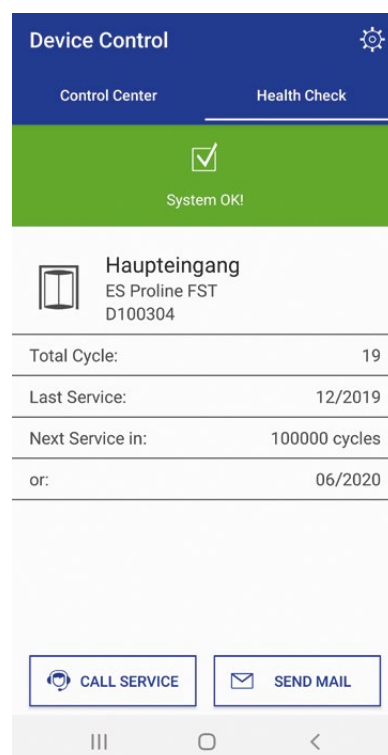 Device Control
Control Center
Health Check
System OK!
Haupteingang
ES Proline FST
D100304
Total Cycle: 19
Last Service: 12/2019
Next Service in: 100000 cycles
or: 06/2020
CALL SERVICE
SEND MAIL